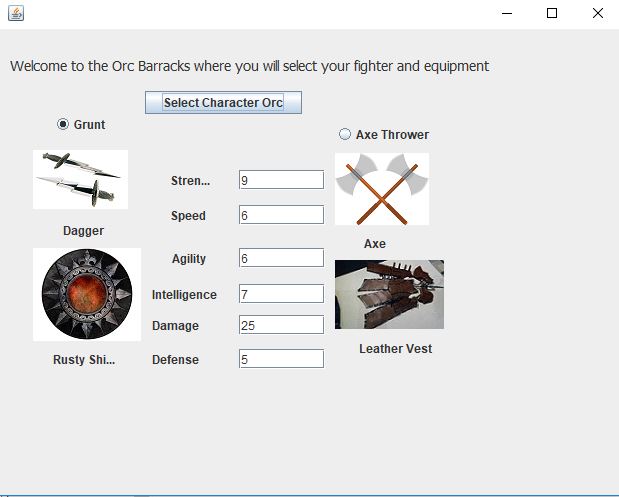 Welcome to the Orc Barracks where you will select your fighter and equipment
Select Character Orc
Grunt
Axe Thrower
Stren...
9
Speed
6
Dagger
Axe
Agility
6
Intelligence
7
Damage
25
Leather Vest
Rusty Shi...
Defense
5